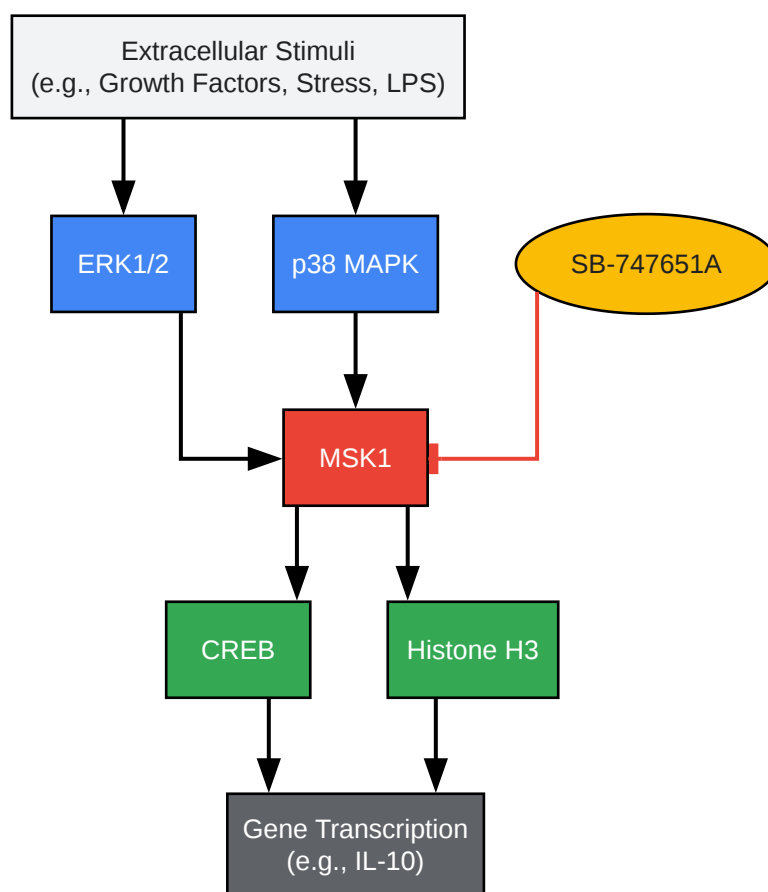 Extracellular Stimuli
(e.g., Growth Factors, Stress, LPS)
ERK1/2
p38 MAPK
SB-747651A
MSK1
CREB
Histone H3
Gene Transcription
(e.g., IL-10)